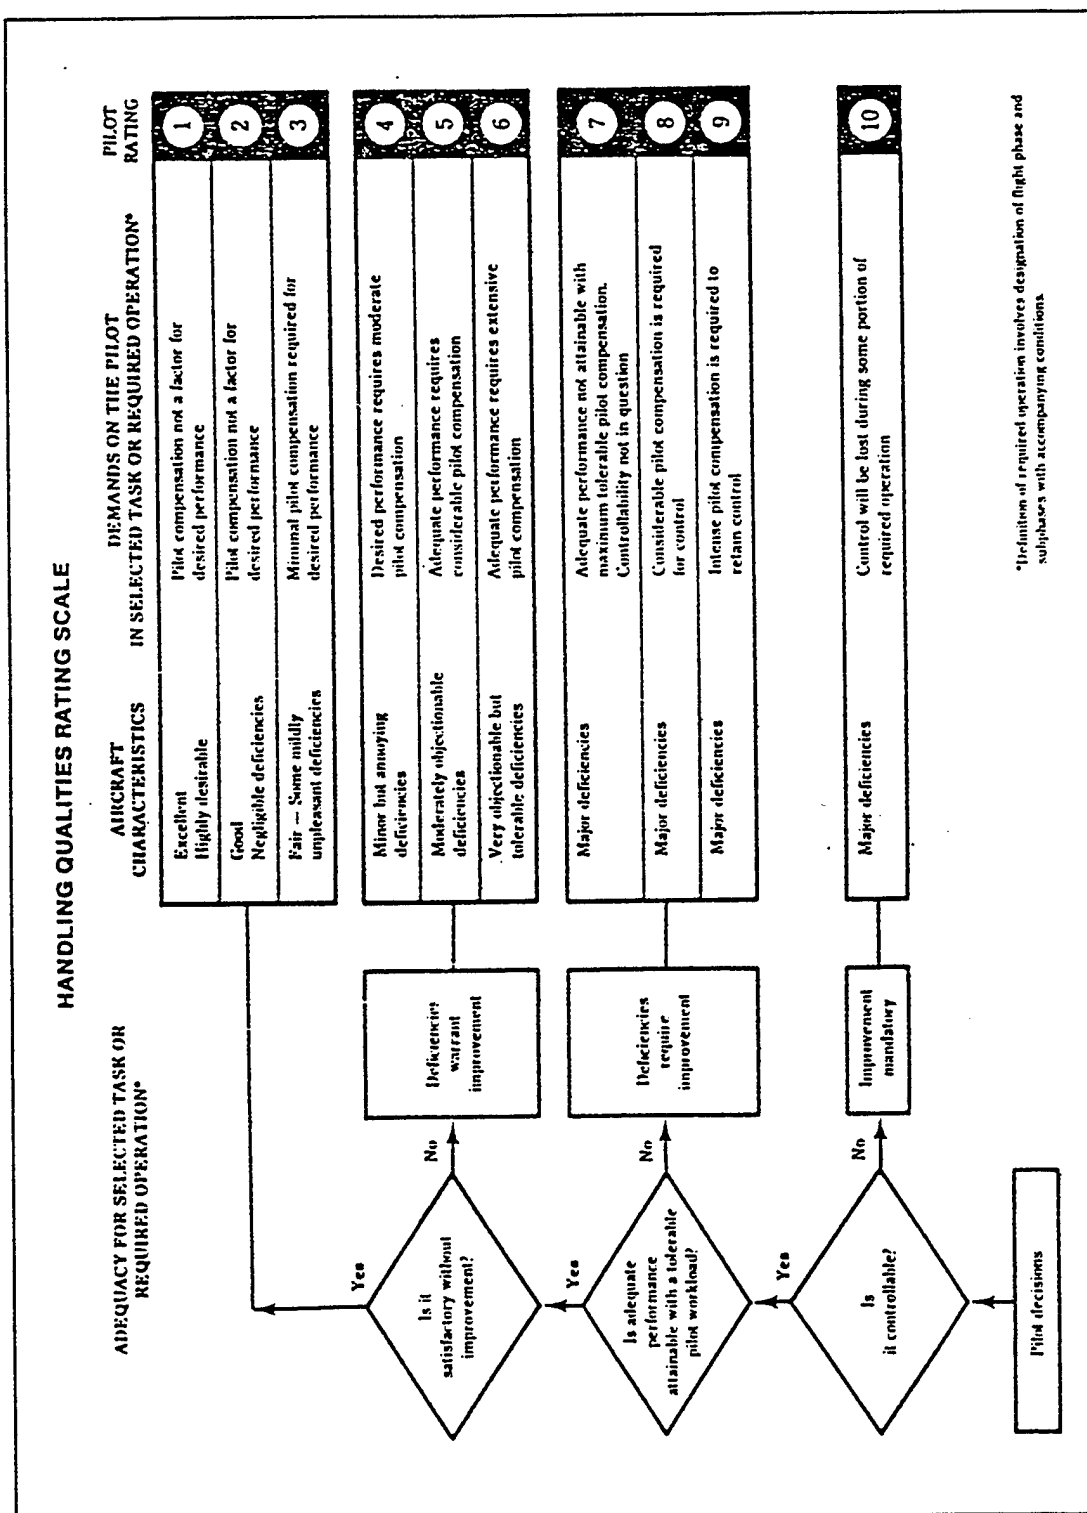 HANDLING QUALITIES RATING SCALE
ADEQUACY FOR SELECTED TASK OR
REQUIRED OPERATION*
AIRCRAFT
CHARACTERISTICS
DEMANDS ON THE PILOT
IN SELECTED TASK OR REQUIRED OPERATION*
PILOT
RATING
Excellent
Highly desirable
Pilot compensation not a factor for
desired performance
1
Good
Negligible deficiencies
Pilot compensation not a factor for
desired performance
2
Fair — Some mildly
unpleasant deficiencies
Minimal pilot compensation required for
desired performance
3
Yes
Is it
satisfactory without
improvement?
No
Deficiencies
warrant
improvement
Minor but annoying
deficiencies
Desired performance requires moderate
pilot compensation
4
Moderately objectionable
deficiencies
Adequate performance requires
considerable pilot compensation
5
Very objectionable but
tolerable deficiencies
Adequate performance requires extensive
pilot compensation
6
Yes
Is adequate
performance
attainable with a tolerable
pilot workload?
No
Deficiencies
require
improvement
Major deficiencies
Adequate performance not attainable with
maximum tolerable pilot compensation.
Controllability not in question
7
Major deficiencies
Considerable pilot compensation is required
for control
8
Major deficiencies
Intense pilot compensation is required to
retain control
9
Yes
Is
it controllable?
No
Improvement
mandatory
Major deficiencies
Control will be lost during some portion of
required operation
10
Pilot decisions
*Definition of required operation involves designation of flight phase and
subphases with accompanying conditions.